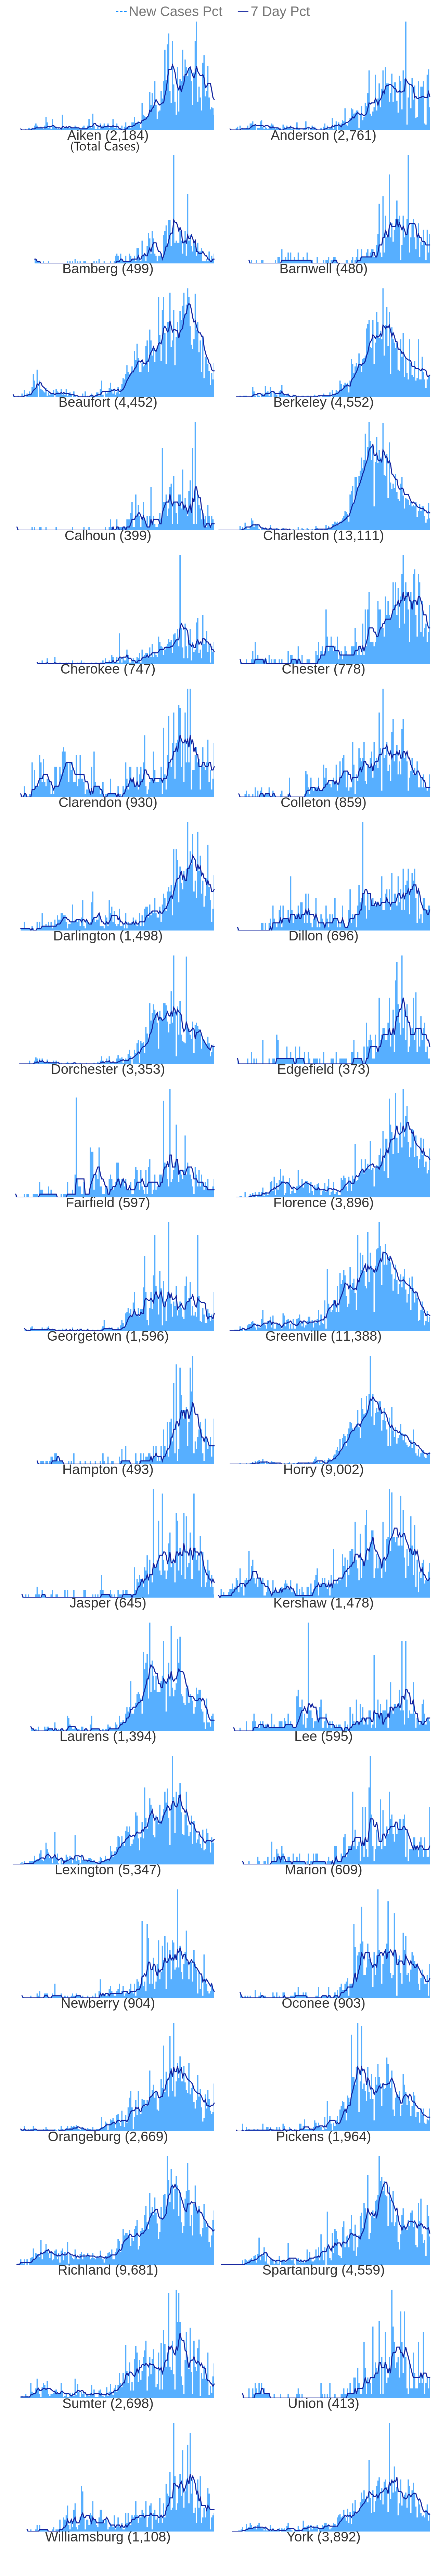 New Cases Pct 7 Day Pct
Aiken (2,184) Anderson (2,761)
(Total Cases)
Bamberg (499) Barnwell (480)
Beaufort (4,452) Berkeley (4,552)
Calhoun (399) Charleston (13,111)
Cherokee (747) Chester (778)
Clarendon (930) Colleton (859)
Darlington (1,498) Dillon (696)
Dorchester (3,353) Edgefield (373)
Fairfield (597) Florence (3,896)
Georgetown (1,596) Greenville (11,388)
Hampton (493) Horry (9,002)
Jasper (645) Kershaw (1,478)
Laurens (1,394) Lee (595)
Lexington (5,347) Marion (609)
Newberry (904) Oconee (903)
Orangeburg (2,669) Pickens (1,964)
Richland (9,681) Spartanburg (4,559)
Sumter (2,698) Union (413)
Williamsburg (1,108) York (3,892)